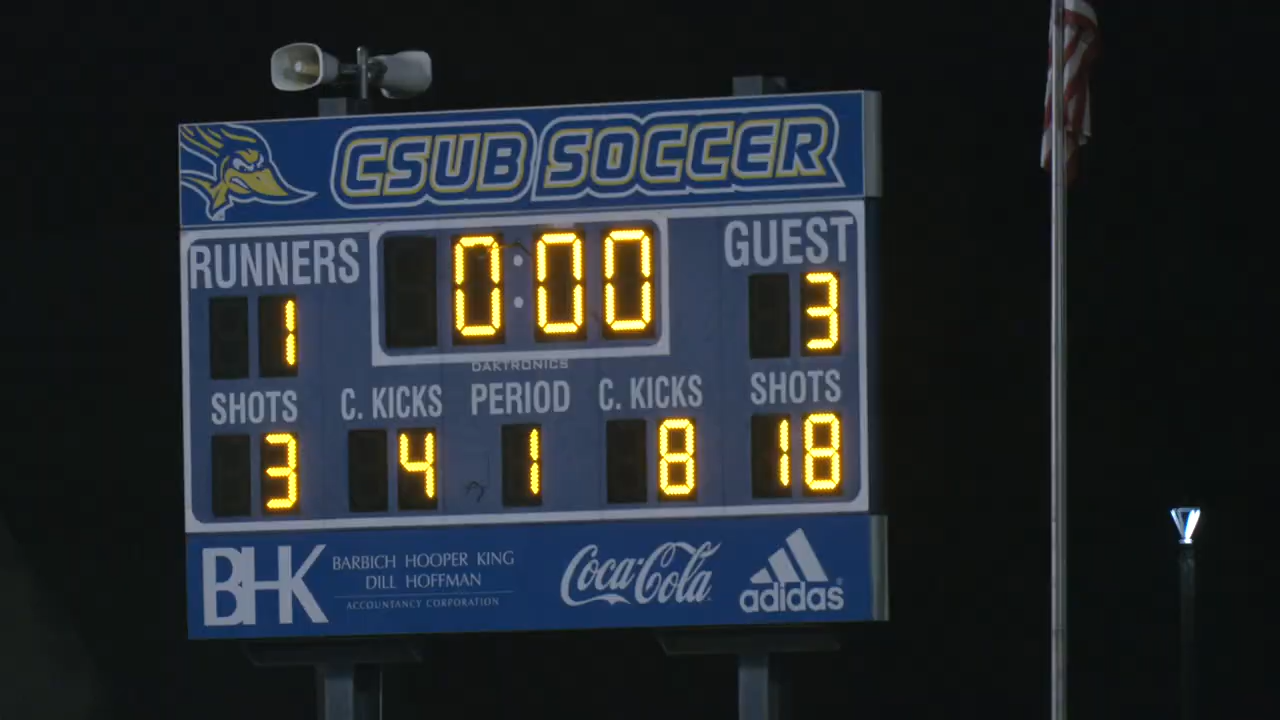 CSUB SOCCER
RUNNERS 0:00 GUEST
1 3
DAKTRONICS
SHOTS C. KICKS PERIOD C. KICKS SHOTS
3 4 1 8 18
BHK BARBICH HOOPER KING
DILL HOFFMAN
ACCOUNTANCY CORPORATION
Coca-Cola
adidas